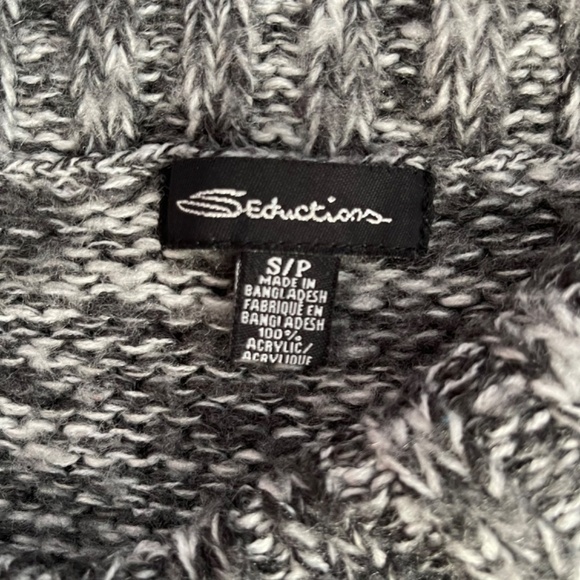 Seductions
S/P
MADE IN
BANGLADESH
FABRIQUÉ EN
BANGLADESH
100%
ACRYLIC/
ACRYLIQUE